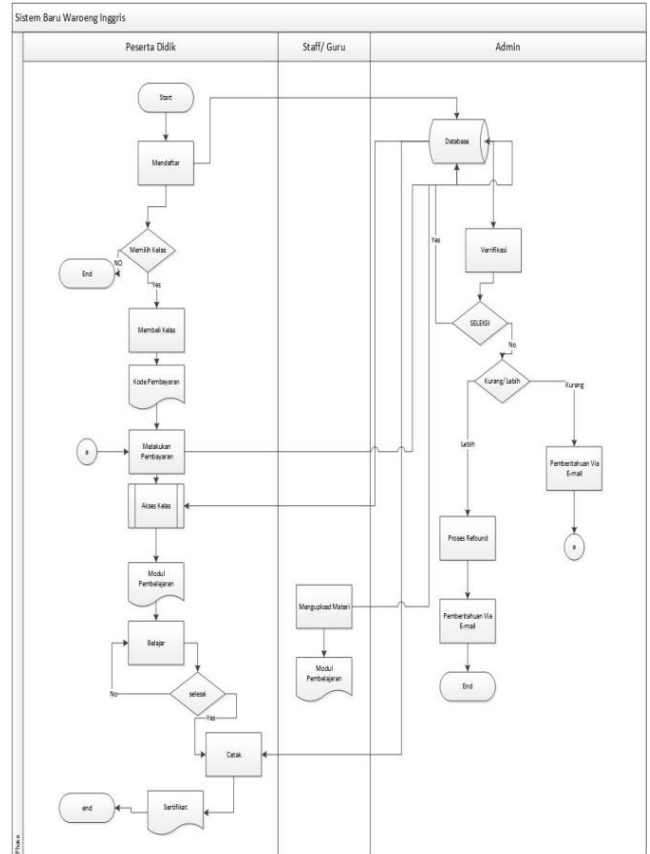 Sistem Baru Waroeng Inggris
Peserta Didik
Staff/ Guru
Admin
Start
Mendaftar
Database
Memilih Kelas
NO
End
Yes
Yes
Verrifikasi
Membeli Kelas
SELEKSI
No
Kode Pembayaran
Kurang/ Lebih
Kurang
a
Melakukan
Pembayaran
Lebih
Pemberitahuan Via
E-mail
Akses Kelas
Proses Refound
a
Modul
Pembelajaran
Mengupload Materi
Pemberitahuan Via
E-mail
Belajar
Modul
Pembelajaran
No
selesai
End
Yes
Cetak
end
Sertifikat
Phase